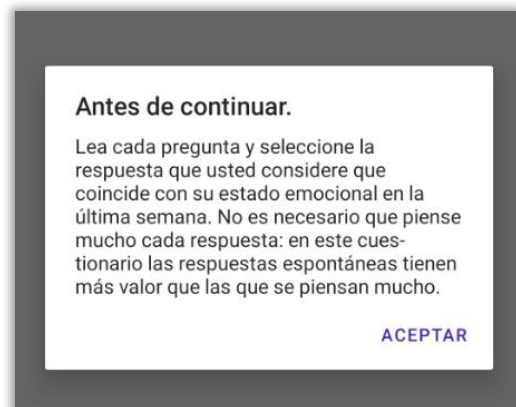 Antes de continuar.
Lea cada pregunta y seleccione la
respuesta que usted considere que
coincide con su estado emocional en la
última semana. No es necesario que piense
mucho cada respuesta: en este cues-
tionario las respuestas espontáneas tienen
más valor que las que se piensan mucho.
ACEPTAR